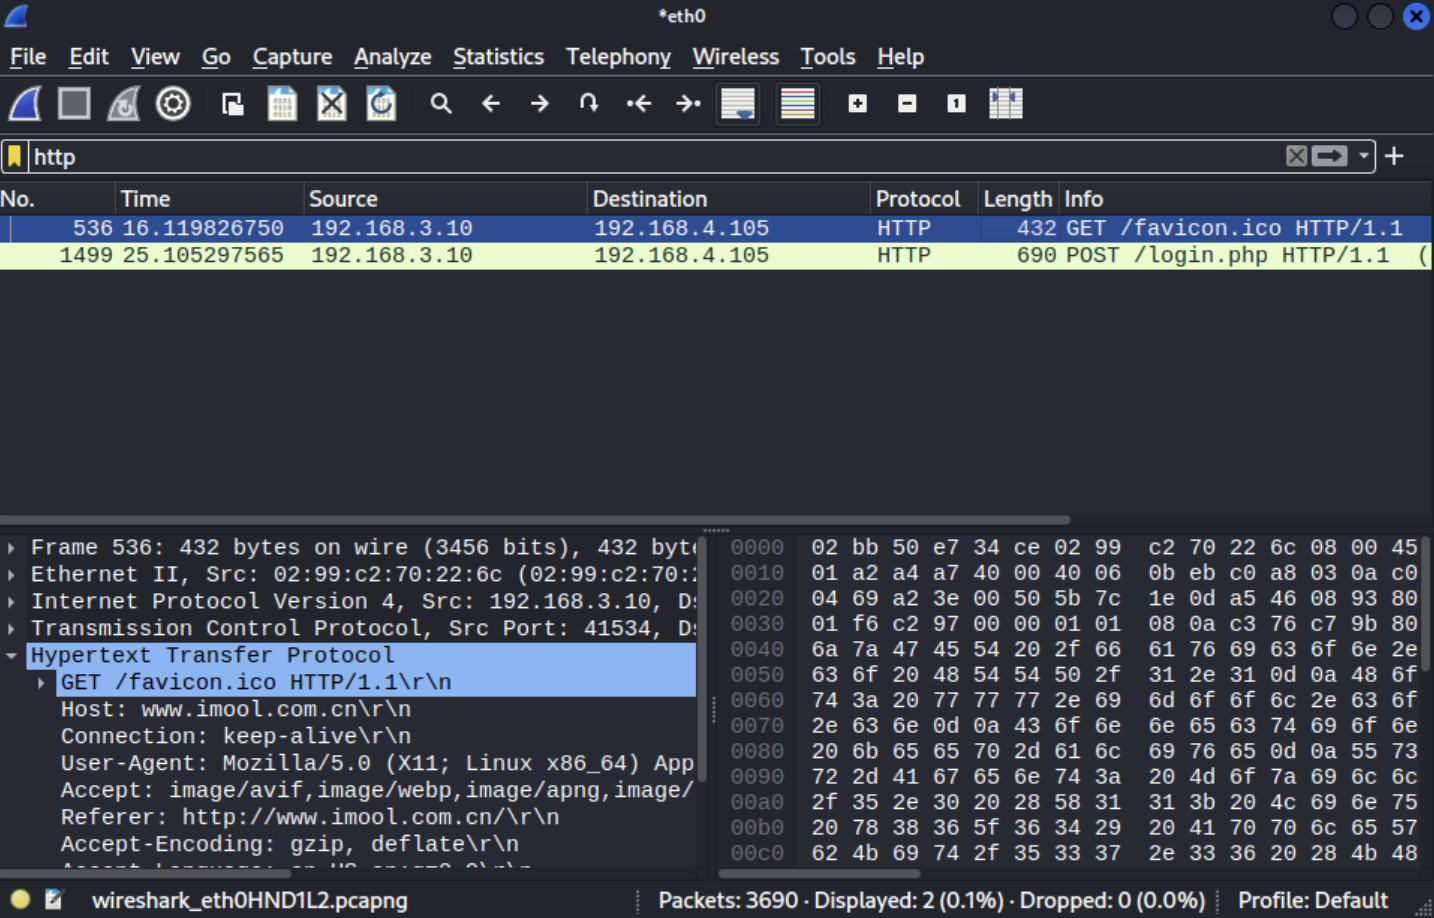 *eth0
File Edit View Go Capture Analyze Statistics Telephony Wireless Tools Help
http
No. Time Source Destination Protocol Length Info
536 16.119826750 192.168.3.10 192.168.4.105 HTTP 432 GET /favicon.ico HTTP/1.1
1499 25.105297565 192.168.3.10 192.168.4.105 HTTP 690 POST /login.php HTTP/1.1 (
Frame 536: 432 bytes on wire (3456 bits), 432 byt
Ethernet II, Src: 02:99:c2:70:22:6c (02:99:c2:70:
Internet Protocol Version 4, Src: 192.168.3.10, D
Transmission Control Protocol, Src Port: 41534, D
Hypertext Transfer Protocol
GET /favicon.ico HTTP/1.1\r\n
Host: www.imool.com.cn\r\n
Connection: keep-alive\r\n
User-Agent: Mozilla/5.0 (X11; Linux x86_64) App
Accept: image/avif,image/webp,image/apng,image/
Referer: http://www.imool.com.cn/\r\n
Accept-Encoding: gzip, deflate\r\n
0000 02 bb 50 e7 34 ce 02 99 c2 70 22 6c 08 00 45
0010 01 a2 a4 a7 40 00 40 06 0b eb c0 a8 03 0a c0
0020 04 69 a2 3e 00 50 5b 7c 1e 0d a5 46 08 93 80
0030 01 f6 c2 97 00 00 01 01 08 0a c3 76 c7 9b 80
0040 6a 7a 47 45 54 20 2f 66 61 76 69 63 6f 6e 2e
0050 63 6f 20 48 54 54 50 2f 31 2e 31 0d 0a 48 6f
0060 74 3a 20 77 77 77 2e 69 6d 6f 6f 6c 2e 63 6f
0070 2e 63 6e 0d 0a 43 6f 6e 6e 65 63 74 69 6f 6e
0080 20 6b 65 65 70 2d 61 6c 69 76 65 0d 0a 55 73
0090 72 2d 41 67 65 6e 74 3a 20 4d 6f 7a 69 6c 6c
00a0 2f 35 2e 30 20 28 58 31 31 3b 20 4c 69 6e 75
00b0 20 78 38 36 5f 36 34 29 20 41 70 70 6c 65 57
00c0 62 4b 69 74 2f 35 33 37 2e 33 36 20 28 4b 48
wireshark_eth0HND1L2.pcapng Packets: 3690 · Displayed: 2 (0.1%) · Dropped: 0 (0.0%) Profile: Default